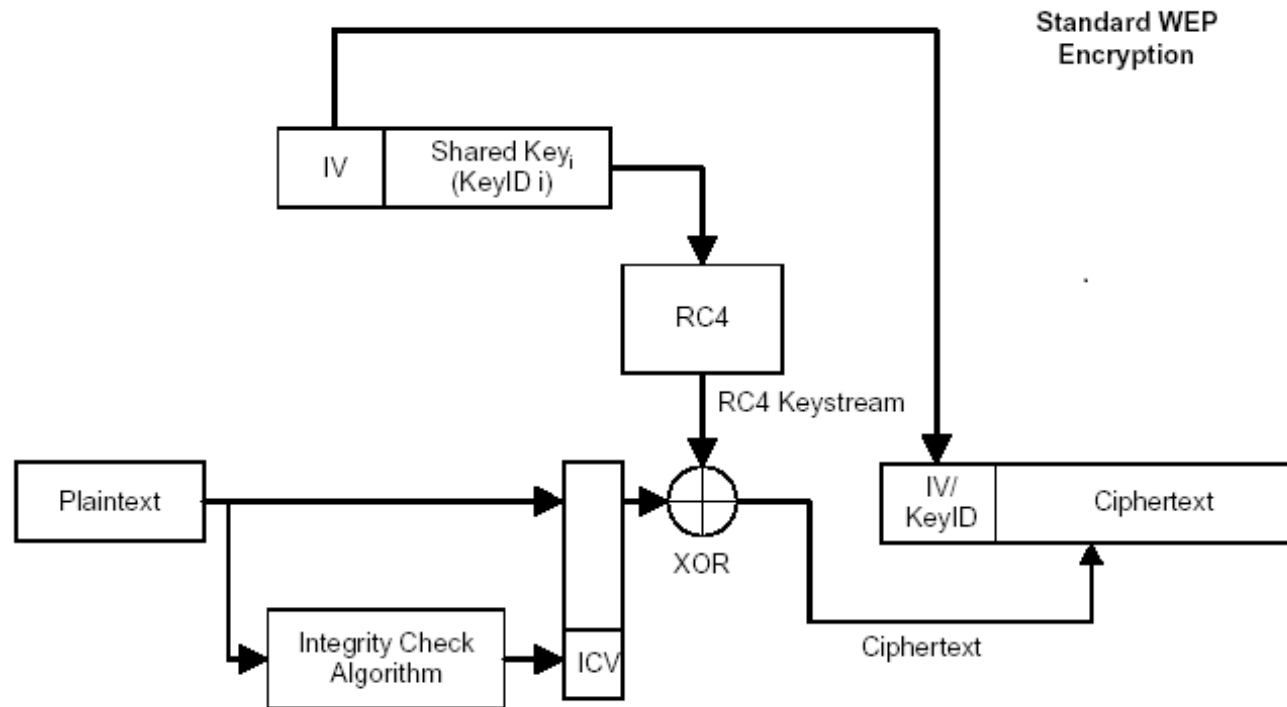 Standard WEP
Encryption
IV
Shared Keyi
(KeyID i)
RC4
RC4 Keystream
Plaintext
IV/
KeyID
Ciphertext
XOR
Integrity Check
Algorithm
ICV
Ciphertext